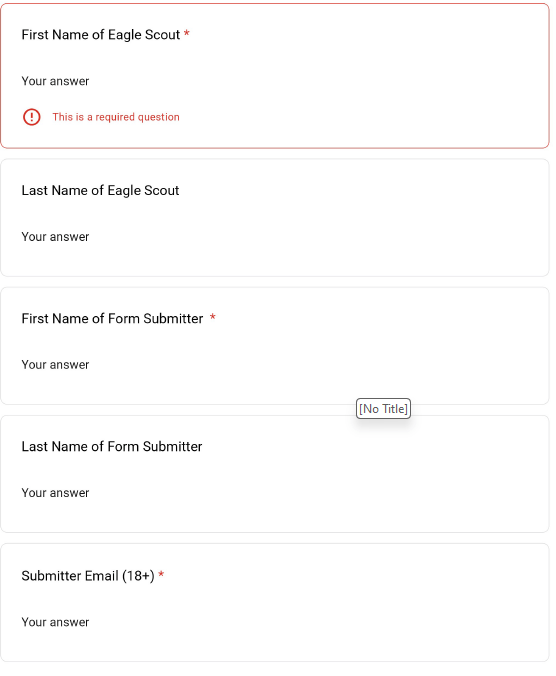 First Name of Eagle Scout *
Your answer
This is a required question
Last Name of Eagle Scout
Your answer
First Name of Form Submitter *
Your answer
[No Title]
Last Name of Form Submitter
Your answer
Submitter Email (18+) *
Your answer